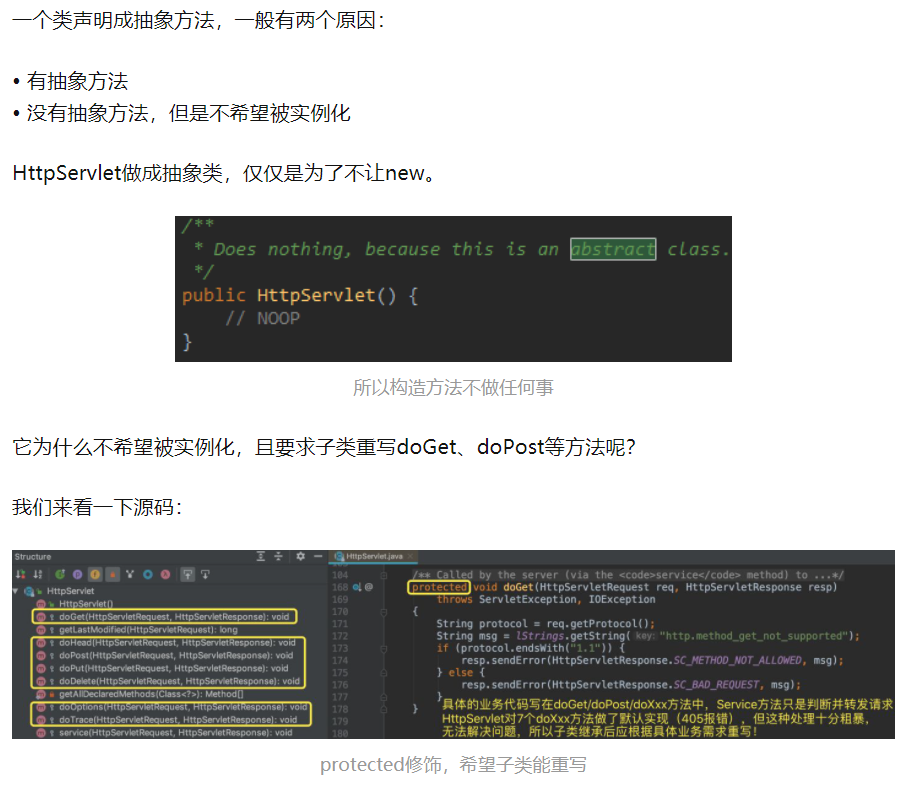 一个类声明成抽象方法，一般有两个原因：
• 有抽象方法
• 没有抽象方法，但是不希望被实例化
HttpServlet做成抽象类，仅仅是为了不让new。
/**
* Does nothing, because this is an abstract class.
*/
public HttpServlet() {
// NOOP
}
所以构造方法不做任何事
它为什么不希望被实例化，且要求子类重写doGet、doPost等方法呢？
我们来看一下源码：
Structure
HttpServlet
HttpServlet()
doGet(HttpServletRequest, HttpServletResponse): void
getLastModified(HttpServletRequest): long
doHead(HttpServletRequest, HttpServletResponse): void
doPost(HttpServletRequest, HttpServletResponse): void
doPut(HttpServletRequest, HttpServletResponse): void
doDelete(HttpServletRequest, HttpServletResponse): void
getAllDeclaredMethods(Class<?>): Method[]
doOptions(HttpServletRequest, HttpServletResponse): void
doTrace(HttpServletRequest, HttpServletResponse): void
service(HttpServletRequest, HttpServletResponse): void
HttpServlet.java
104 /** Called by the server (via the <code>service</code> method) to ...*/
168 protected void doGet(HttpServletRequest req, HttpServletResponse resp)
169 throws ServletException, IOException
170 {
171 String protocol = req.getProtocol();
172 String msg = lStrings.getString( key: "http.method_get_not_supported");
173 if (protocol.endsWith("1.1")) {
174 resp.sendError(HttpServletResponse.SC_METHOD_NOT_ALLOWED, msg);
175 } else {
176 resp.sendError(HttpServletResponse.SC_BAD_REQUEST, msg);
177 }
178 }
179
180
具体的业务代码写在doGet/doPost/doXxx方法中，Service方法只是判断并转发请求
HttpServlet对7个doXxx方法做了默认实现（405报错），但这种处理十分粗暴，
无法解决问题，所以子类继承后应根据具体业务需求重写！
protected修饰，希望子类能重写